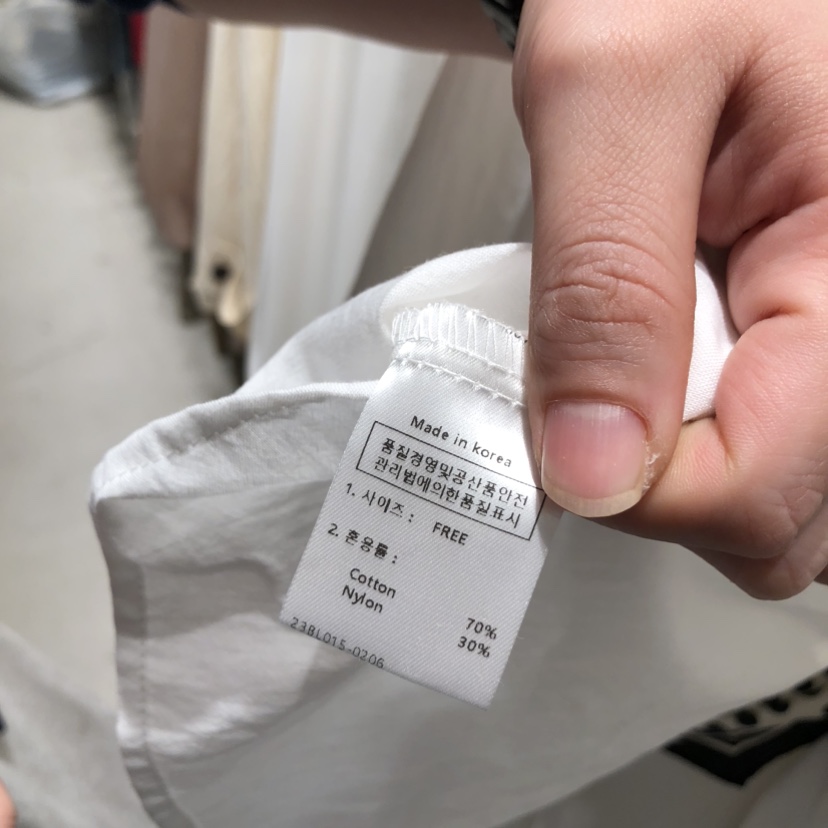 Made in korea
품질경영및공산품안전
관리법에의한품질표시
1. 사이즈 : FREE
2. 혼용률 :
Cotton 70%
Nylon 30%
23BL015-0206